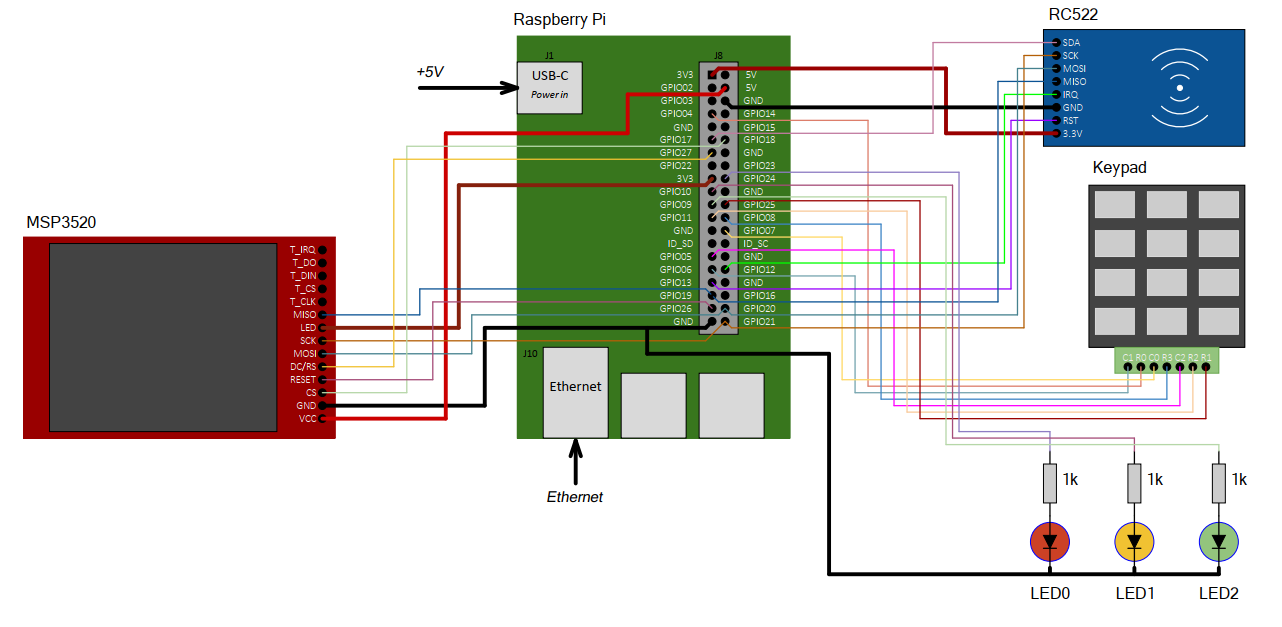 Raspberry Pi
RC522
J1
J8
+5V
USB-C
Power in
3V3
GPIO02
GPIO03
GPIO04
GND
GPIO17
GPIO27
GPIO22
3V3
GPIO10
GPIO09
GPIO11
GND
ID_SD
GPIO05
GPIO06
GPIO13
GPIO19
GPIO26
GND
5V
5V
GND
GPIO14
GPIO15
GPIO18
GND
GPIO23
GPIO24
GND
GPIO25
GPIO08
GPIO07
ID_SC
GND
GPIO12
GND
GPIO16
GPIO20
GPIO21
SDA
SCK
MOSI
MISO
IRQ
GND
RST
3.3V
Keypad
C1 R0 C0 R3 C2 R2 R1
MSP3520
T_IRQ
T_DO
T_DIN
T_CS
T_CLK
MISO
LED
SCK
MOSI
DC/RS
RESET
CS
GND
VCC
J10
Ethernet
Ethernet
1k
1k
1k
LED0
LED1
LED2